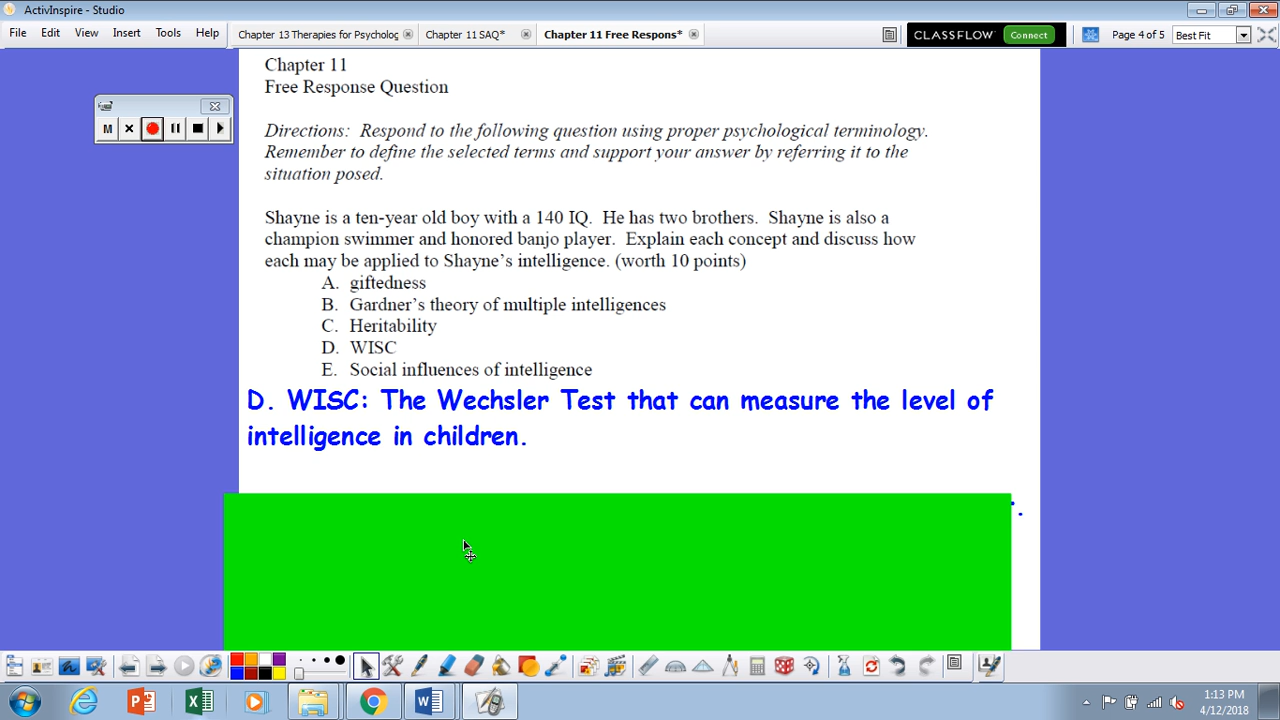 ActivInspire - Studio
File Edit View Insert Tools Help Chapter 13 Therapies for Psycholog Chapter 11 SAQ* Chapter 11 Free Respons* CLASSFLOW Connect Page 4 of 5 Best Fit
Chapter 11
Free Response Question
M
Directions: Respond to the following question using proper psychological terminology.
Remember to define the selected terms and support your answer by referring it to the
situation posed.
Shayne is a ten-year old boy with a 140 IQ. He has two brothers. Shayne is also a
champion swimmer and honored banjo player. Explain each concept and discuss how
each may be applied to Shayne's intelligence. (worth 10 points)
A. giftedness
B. Gardner's theory of multiple intelligences
C. Heritability
D. WISC
E. Social influences of intelligence
D. WISC: The Wechsler Test that can measure the level of
intelligence in children.
1:13 PM
4/12/2018